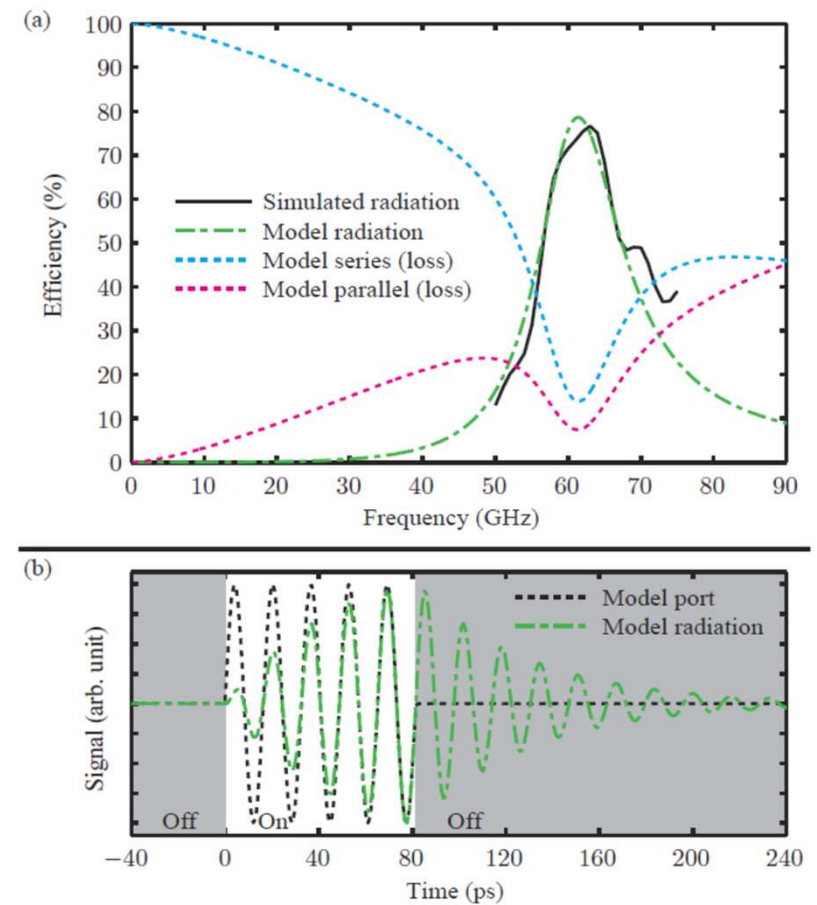 (a)
100
90
80
70
60
50
40
30
20
10
0
Efficiency (%)
Simulated radiation
Model radiation
Model series (loss)
Model parallel (loss)
0 10 20 30 40 50 60 70 80 90
Frequency (GHz)
(b)
Signal (arb. unit)
Model port
Model radiation
Off On Off
−40 0 40 80 120 160 200 240
Time (ps)